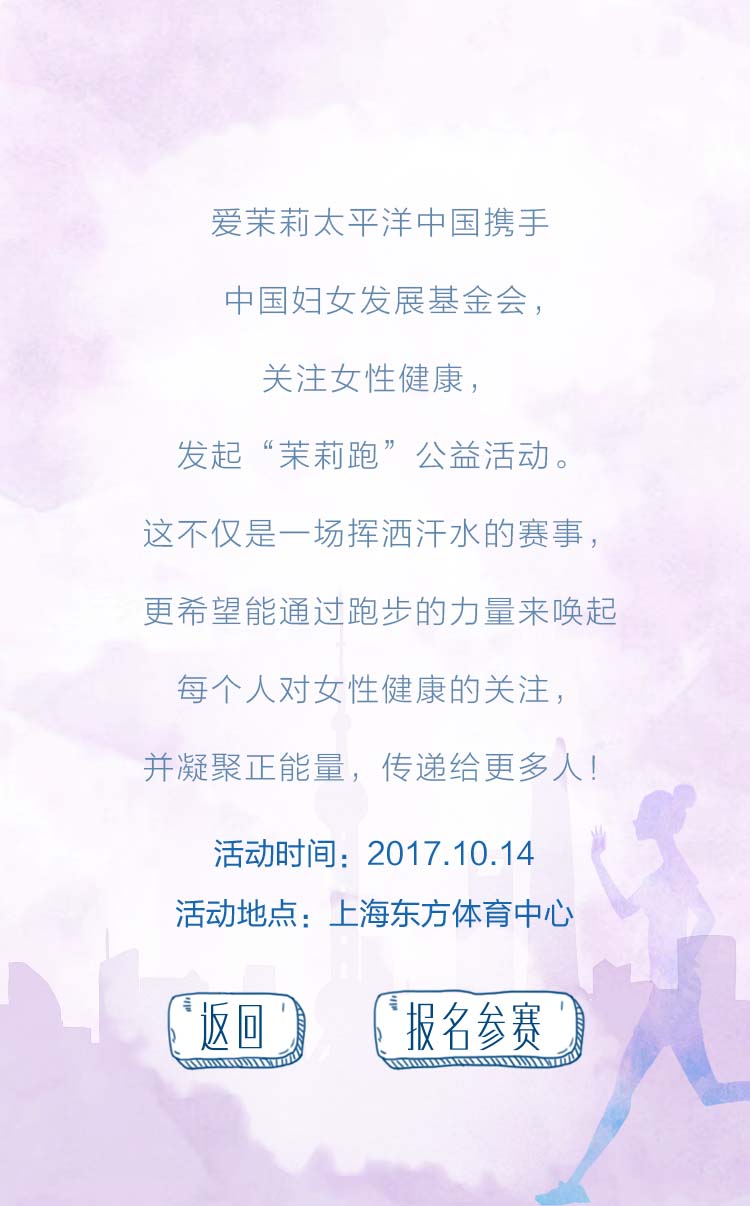 爱茉莉太平洋中国携手
中国妇女发展基金会，
关注女性健康，
发起“茉莉跑”公益活动。
这不仅是一场挥洒汗水的赛事，
更希望能通过跑步的力量来唤起
每个人对女性健康的关注，
并凝聚正能量，传递给更多人！
活动时间：2017.10.14
活动地点：上海东方体育中心
返回
报名参赛